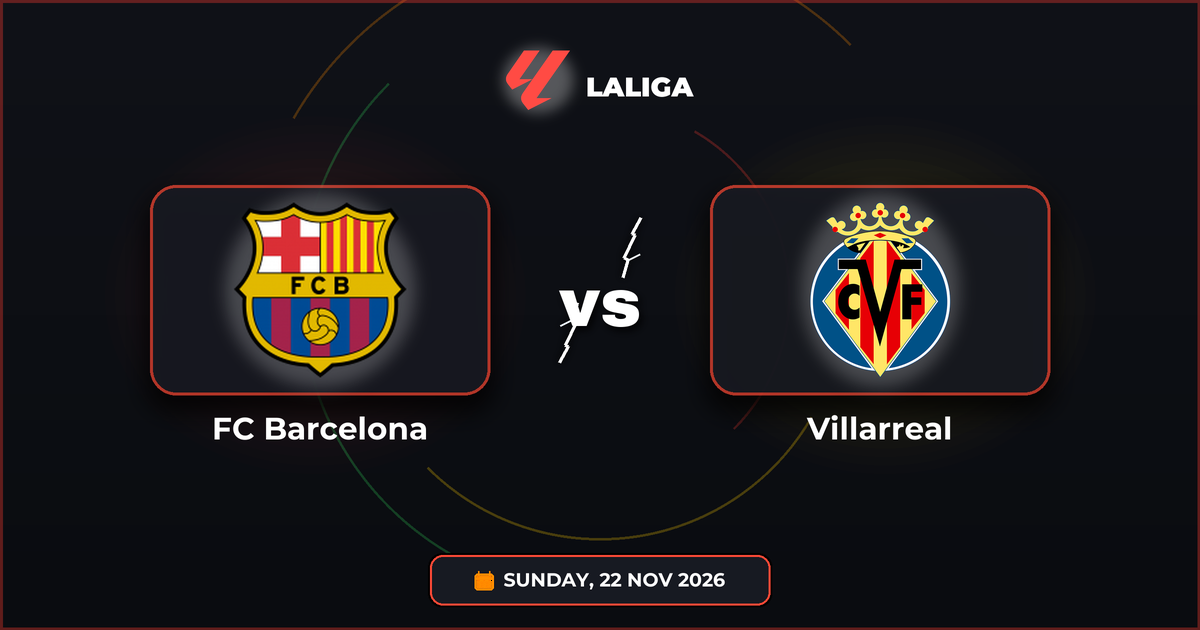 LALIGA
FCB
VS
CVF
FC Barcelona
Villarreal
SUNDAY, 22 NOV 2026